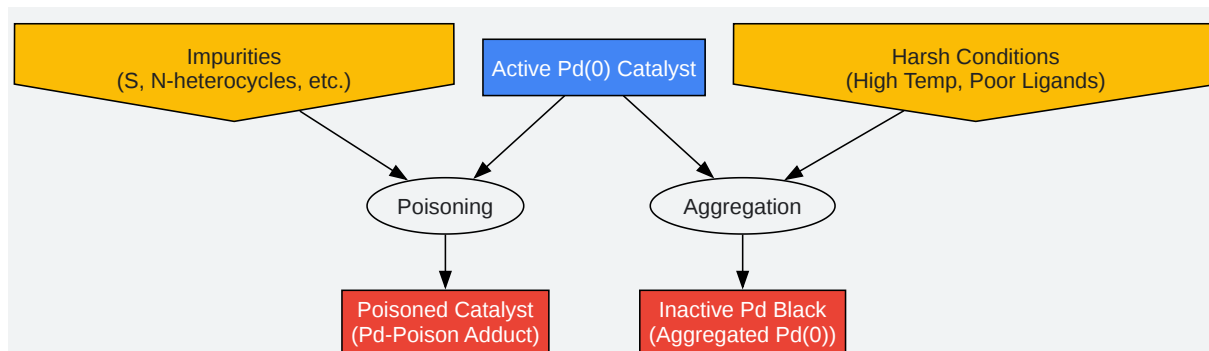 Impurities
(S, N-heterocycles, etc.)
Active Pd(0) Catalyst
Harsh Conditions
(High Temp, Poor Ligands)
Poisoning
Aggregation
Poisoned Catalyst
(Pd-Poison Adduct)
Inactive Pd Black
(Aggregated Pd(0))